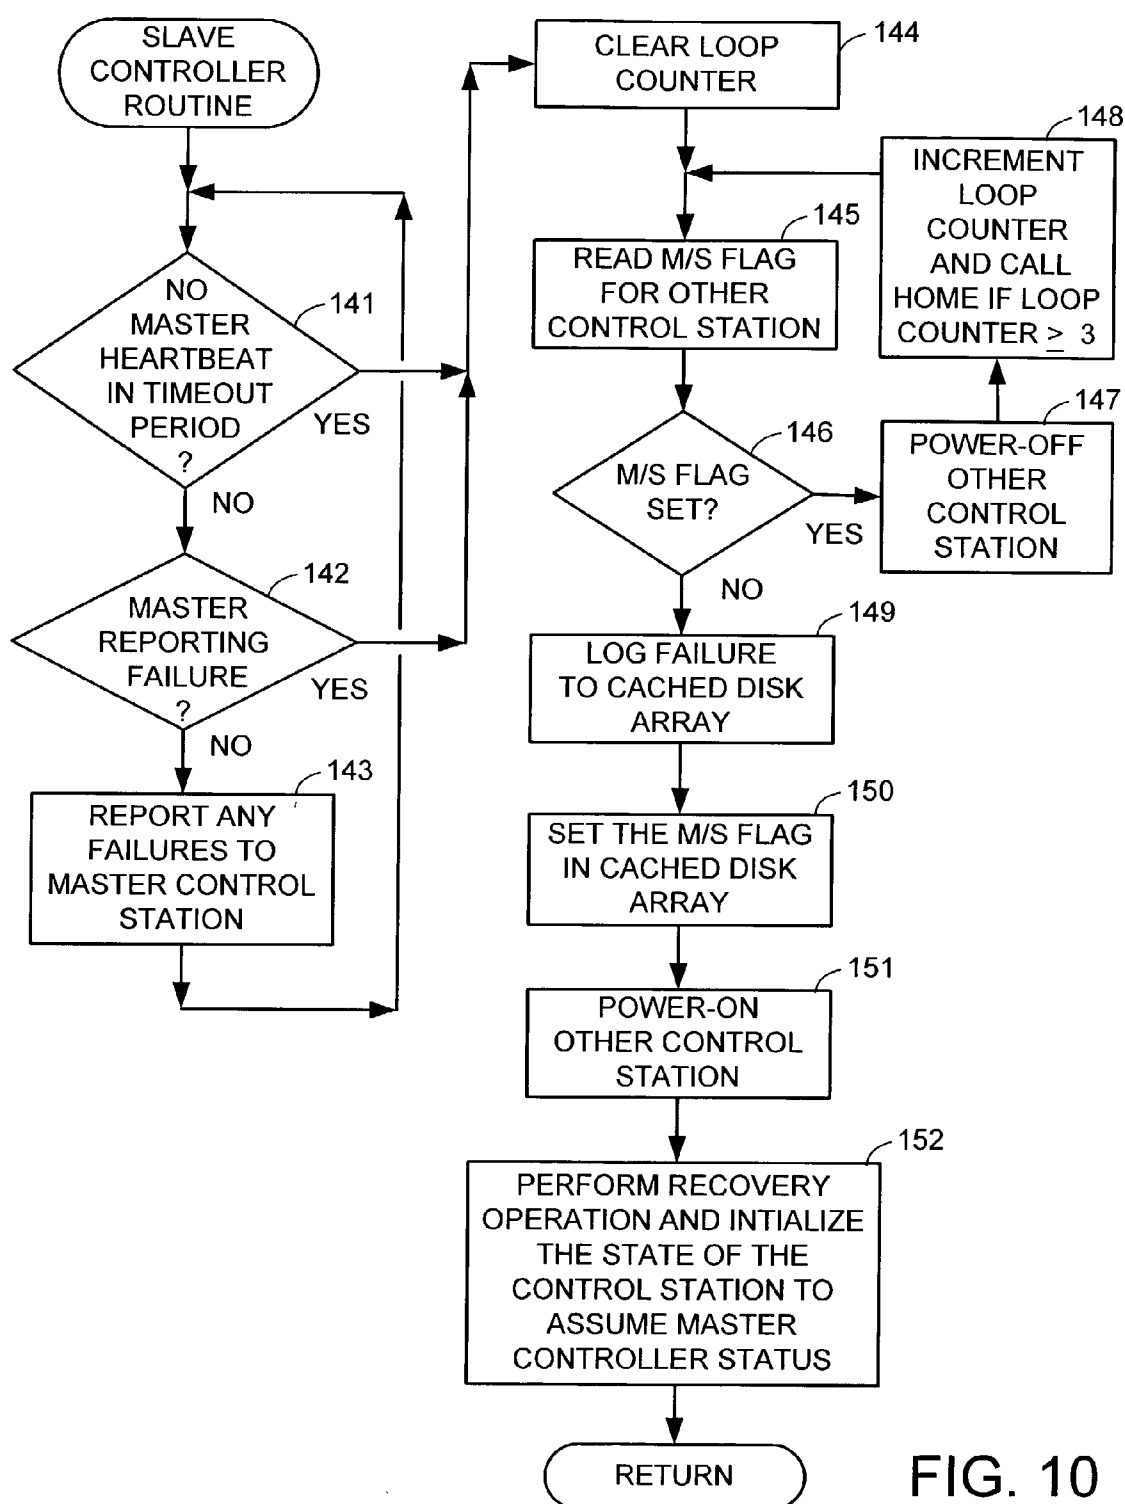 SLAVE
CONTROLLER
ROUTINE
NO
MASTER
HEARTBEAT
IN TIMEOUT
PERIOD
?
141
YES
NO
MASTER
REPORTING
FAILURE
?
142
YES
NO
143
REPORT ANY
FAILURES TO
MASTER CONTROL
STATION
144
CLEAR LOOP
COUNTER
145
READ M/S FLAG
FOR OTHER
CONTROL STATION
146
M/S FLAG
SET?
YES
NO
147
POWER-OFF
OTHER
CONTROL
STATION
148
INCREMENT
LOOP
COUNTER
AND CALL
HOME IF LOOP
COUNTER ≥ 3
149
LOG FAILURE
TO CACHED DISK
ARRAY
150
SET THE M/S FLAG
IN CACHED DISK
ARRAY
151
POWER-ON
OTHER CONTROL
STATION
152
PERFORM RECOVERY
OPERATION AND INTIALIZE
THE STATE OF THE
CONTROL STATION TO
ASSUME MASTER
CONTROLLER STATUS
RETURN
FIG. 10